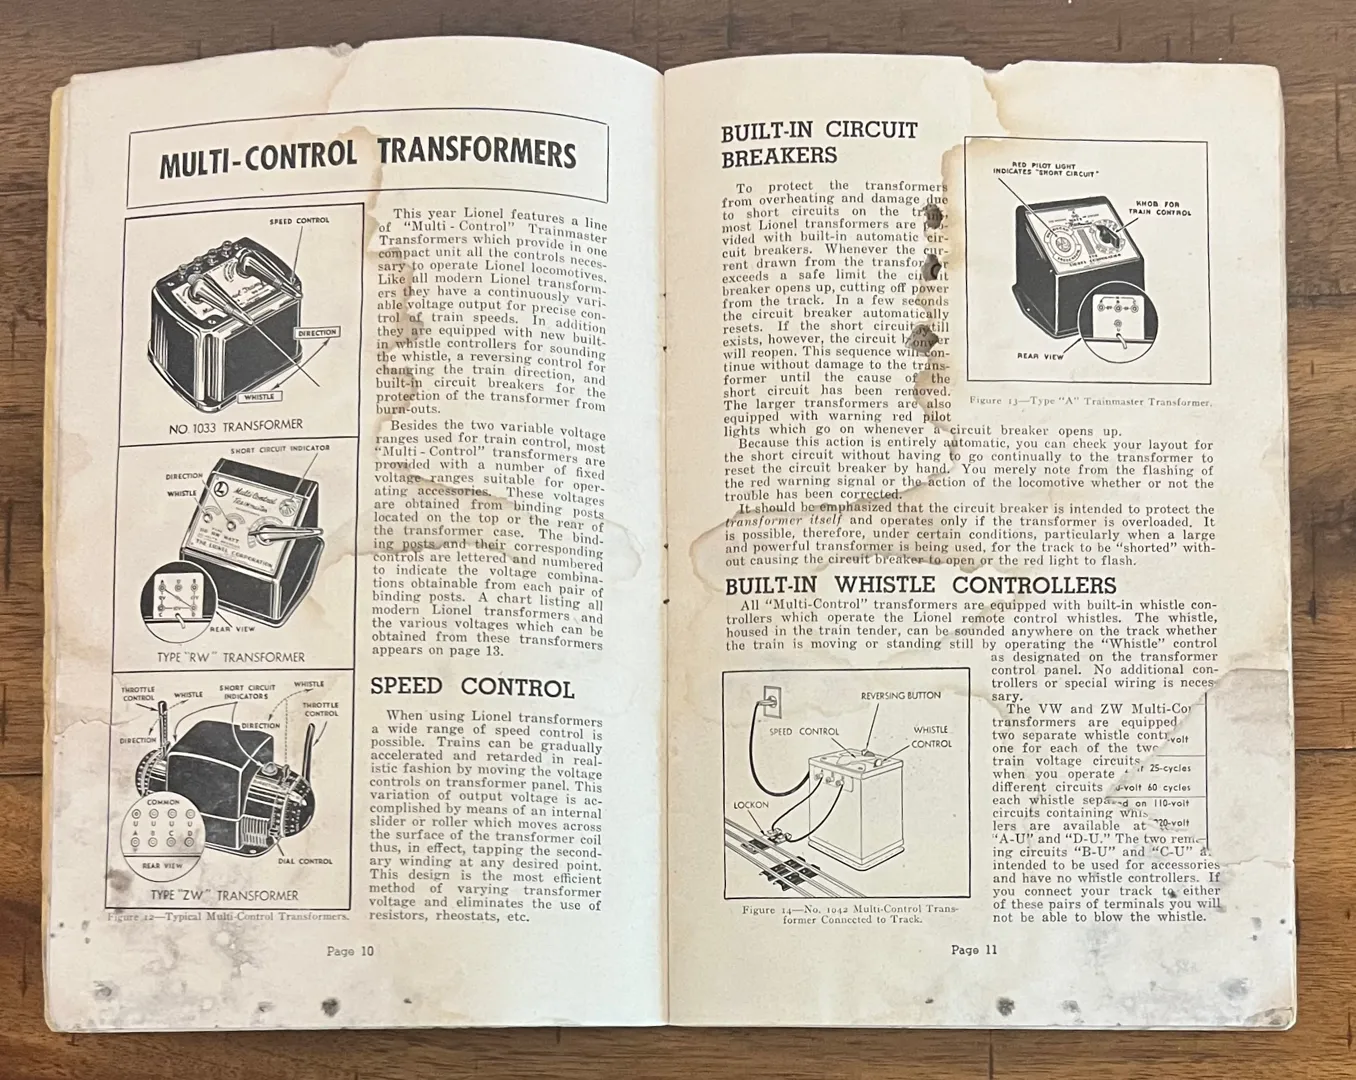 MULTI-CONTROL TRANSFORMERS
SPEED CONTROL
DIRECTION
WHISTLE
NO. 1033 TRANSFORMER
SHORT CIRCUIT INDICATOR
DIRECTION
WHISTLE
Multi-Control
THE LIONEL CORPORATION
REAR VIEW
TYPE "RW" TRANSFORMER
THROTTLE CONTROL
WHISTLE
SHORT CIRCUIT INDICATORS
WHISTLE
THROTTLE CONTROL
DIRECTION
DIRECTION
COMMON
U U U U
A B C D
REAR VIEW
DIAL CONTROL
TYPE "ZW" TRANSFORMER
Figure 12—Typical Multi-Control Transformers.
This year Lionel features a line
of "Multi - Control" Trainmaster
Transformers which provide in one
compact unit all the controls neces-
sary to operate Lionel locomotives.
Like all modern Lionel transform-
ers they have a continuously vari-
able voltage output for precise con-
trol of train speeds. In addition
they are equipped with new built-
in whistle controllers for sounding
the whistle, a reversing control for
changing the train direction, and
built-in circuit breakers for the
protection of the transformer from
burn-outs.
Besides the two variable voltage
ranges used for train control, most
"Multi - Control" transformers are
provided with a number of fixed
voltage ranges suitable for oper-
ating accessories. These voltages
are obtained from binding posts
located on the top or the rear of
the transformer case. The bind-
ing posts and their corresponding
controls are lettered and numbered
to indicate the voltage combina-
tions obtainable from each pair of
binding posts. A chart listing all
modern Lionel transformers and
the various voltages which can be
obtained from these transformers
appears on page 13.
SPEED CONTROL
When using Lionel transformers
a wide range of speed control is
possible. Trains can be gradually
accelerated and retarded in real-
istic fashion by moving the voltage
controls on transformer panel. This
variation of output voltage is ac-
complished by means of an internal
slider or roller which moves across
the surface of the transformer coil
thus, in effect, tapping the second-
ary winding at any desired point.
This design is the most efficient
method of varying transformer
voltage and eliminates the use of
resistors, rheostats, etc.
Page 10
BUILT-IN CIRCUIT
BREAKERS
To protect the transformers
from overheating and damage due
to short circuits on the
most Lionel transformers are
vided with built-in automatic cir-
cuit breakers. Whenever the cur-
rent drawn from the transformer
exceeds a safe limit the circuit
breaker opens up, cutting off power
from the track. In a few seconds
the circuit breaker automatically
resets. If the short circuit still
exists, however, the circuit
will reopen. This sequence will con-
tinue without damage to the trans-
former until the cause of the
short circuit has been removed.
The larger transformers are also
equipped with warning red pilot
lights which go on whenever a circuit breaker opens up.
Because this action is entirely automatic, you can check your layout for
the short circuit without having to go continually to the transformer to
reset the circuit breaker by hand. You merely note from the flashing of
the red warning signal or the action of the locomotive whether or not the
trouble has been corrected.
It should be emphasized that the circuit breaker is intended to protect the
transformer itself and operates only if the transformer is overloaded. It
is possible, therefore, under certain conditions, particularly when a large
and powerful transformer is being used, for the track to be "shorted" with-
out causing the circuit breaker to open or the red light to flash.
RED PILOT LIGHT
INDICATES "SHORT CIRCUIT"
KNOB FOR
TRAIN CONTROL
REAR VIEW
Figure 13—Type "A" Trainmaster Transformer.
BUILT-IN WHISTLE CONTROLLERS
All "Multi-Control" transformers are equipped with built-in whistle con-
trollers which operate the Lionel remote control whistles. The whistle,
housed in the train tender, can be sounded anywhere on the track whether
the train is moving or standing still by operating the "Whistle" control
as designated on the transformer
control panel. No additional con-
trollers or special wiring is neces-
sary.
The VW and ZW Multi-Co
transformers are equipped
two separate whistle cont
one for each of the tw
train voltage circuits
when you operate
different circuits
each whistle sep
circuits containing whis
lers are available at
"A-U" and "D-U." The two rem
ing circuits "B-U" and "C-U" a
intended to be used for accessories
and have no whistle controllers. If
you connect your track to either
of these pairs of terminals you will
not be able to blow the whistle.
volt
25-cycles
-volt 60 cycles
on 110-volt
220-volt
REVERSING BUTTON
SPEED CONTROL
WHISTLE CONTROL
LOCKON
Figure 14—No. 1042 Multi-Control Trans-
former Connected to Track.
Page 11